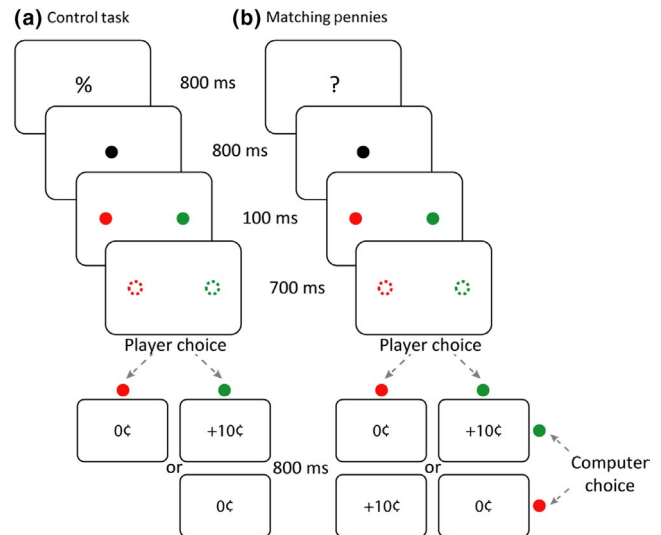 (a) Control task
(b) Matching pennies
%
800 ms
?
800 ms
100 ms
700 ms
Player choice
Player choice
0¢
+10¢
0¢
+10¢
or
800 ms
or
Computer
choice
0¢
+10¢
0¢